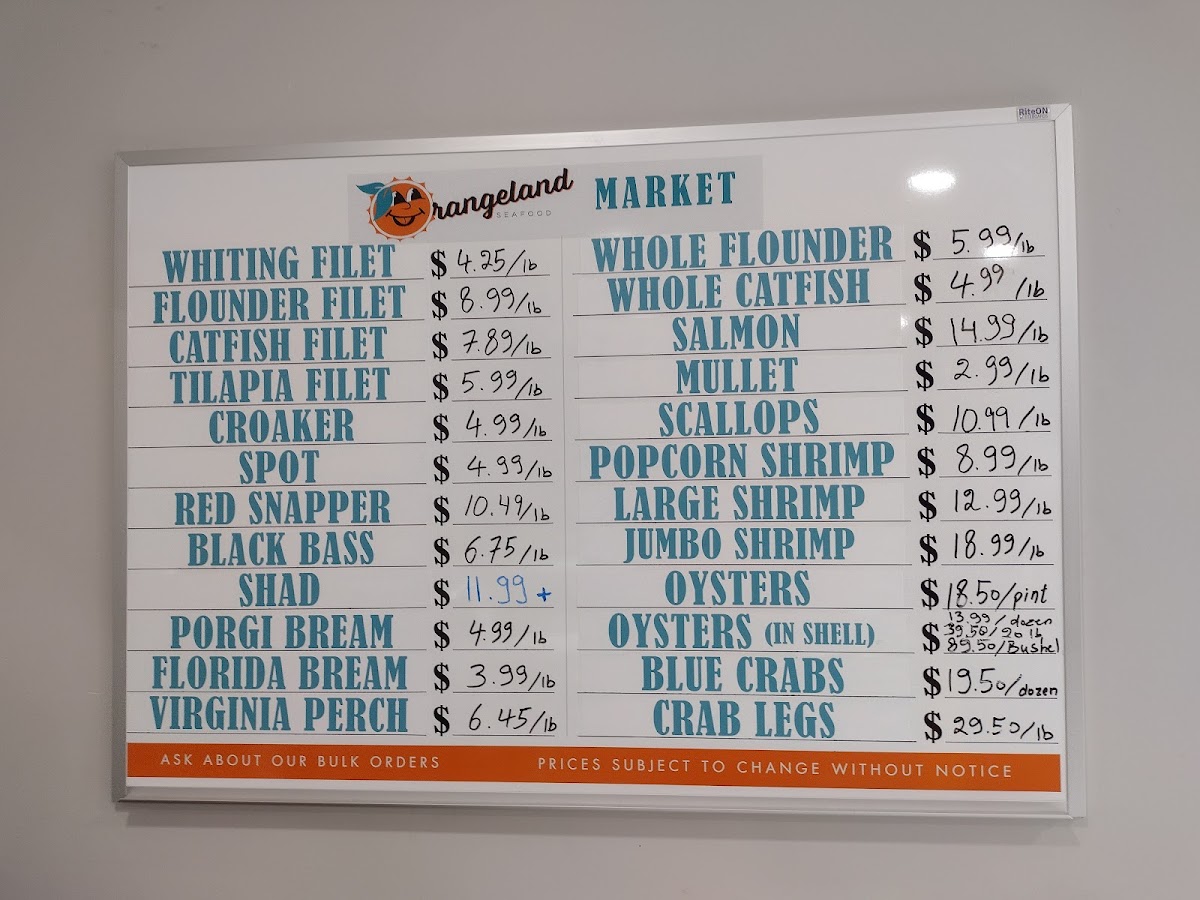 RiteON
Orangeland
SEAFOOD
MARKET
WHITING FILET $ 4.25/lb
FLOUNDER FILET $ 8.99/lb
CATFISH FILET $ 7.89/lb
TILAPIA FILET $ 5.99/lb
CROAKER $ 4.99/lb
SPOT $ 4.99/lb
RED SNAPPER $ 10.49/lb
BLACK BASS $ 6.75/lb
SHAD $ 11.99 +
PORGI BREAM $ 4.99/lb
FLORIDA BREAM $ 3.99/lb
VIRGINIA PERCH $ 6.45/lb
WHOLE FLOUNDER $ 5.99/lb
WHOLE CATFISH $ 4.99/lb
SALMON $ 14.99/lb
MULLET $ 2.99/lb
SCALLOPS $ 10.99/lb
POPCORN SHRIMP $ 8.99/lb
LARGE SHRIMP $ 12.99/lb
JUMBO SHRIMP $ 18.99/lb
OYSTERS $ 18.50/pint
OYSTERS (IN SHELL) $ 13.99/dozen
39.50/20 lb
89.50/Bushel
BLUE CRABS $ 19.50/dozen
CRAB LEGS $ 29.50/lb
ASK ABOUT OUR BULK ORDERS
PRICES SUBJECT TO CHANGE WITHOUT NOTICE